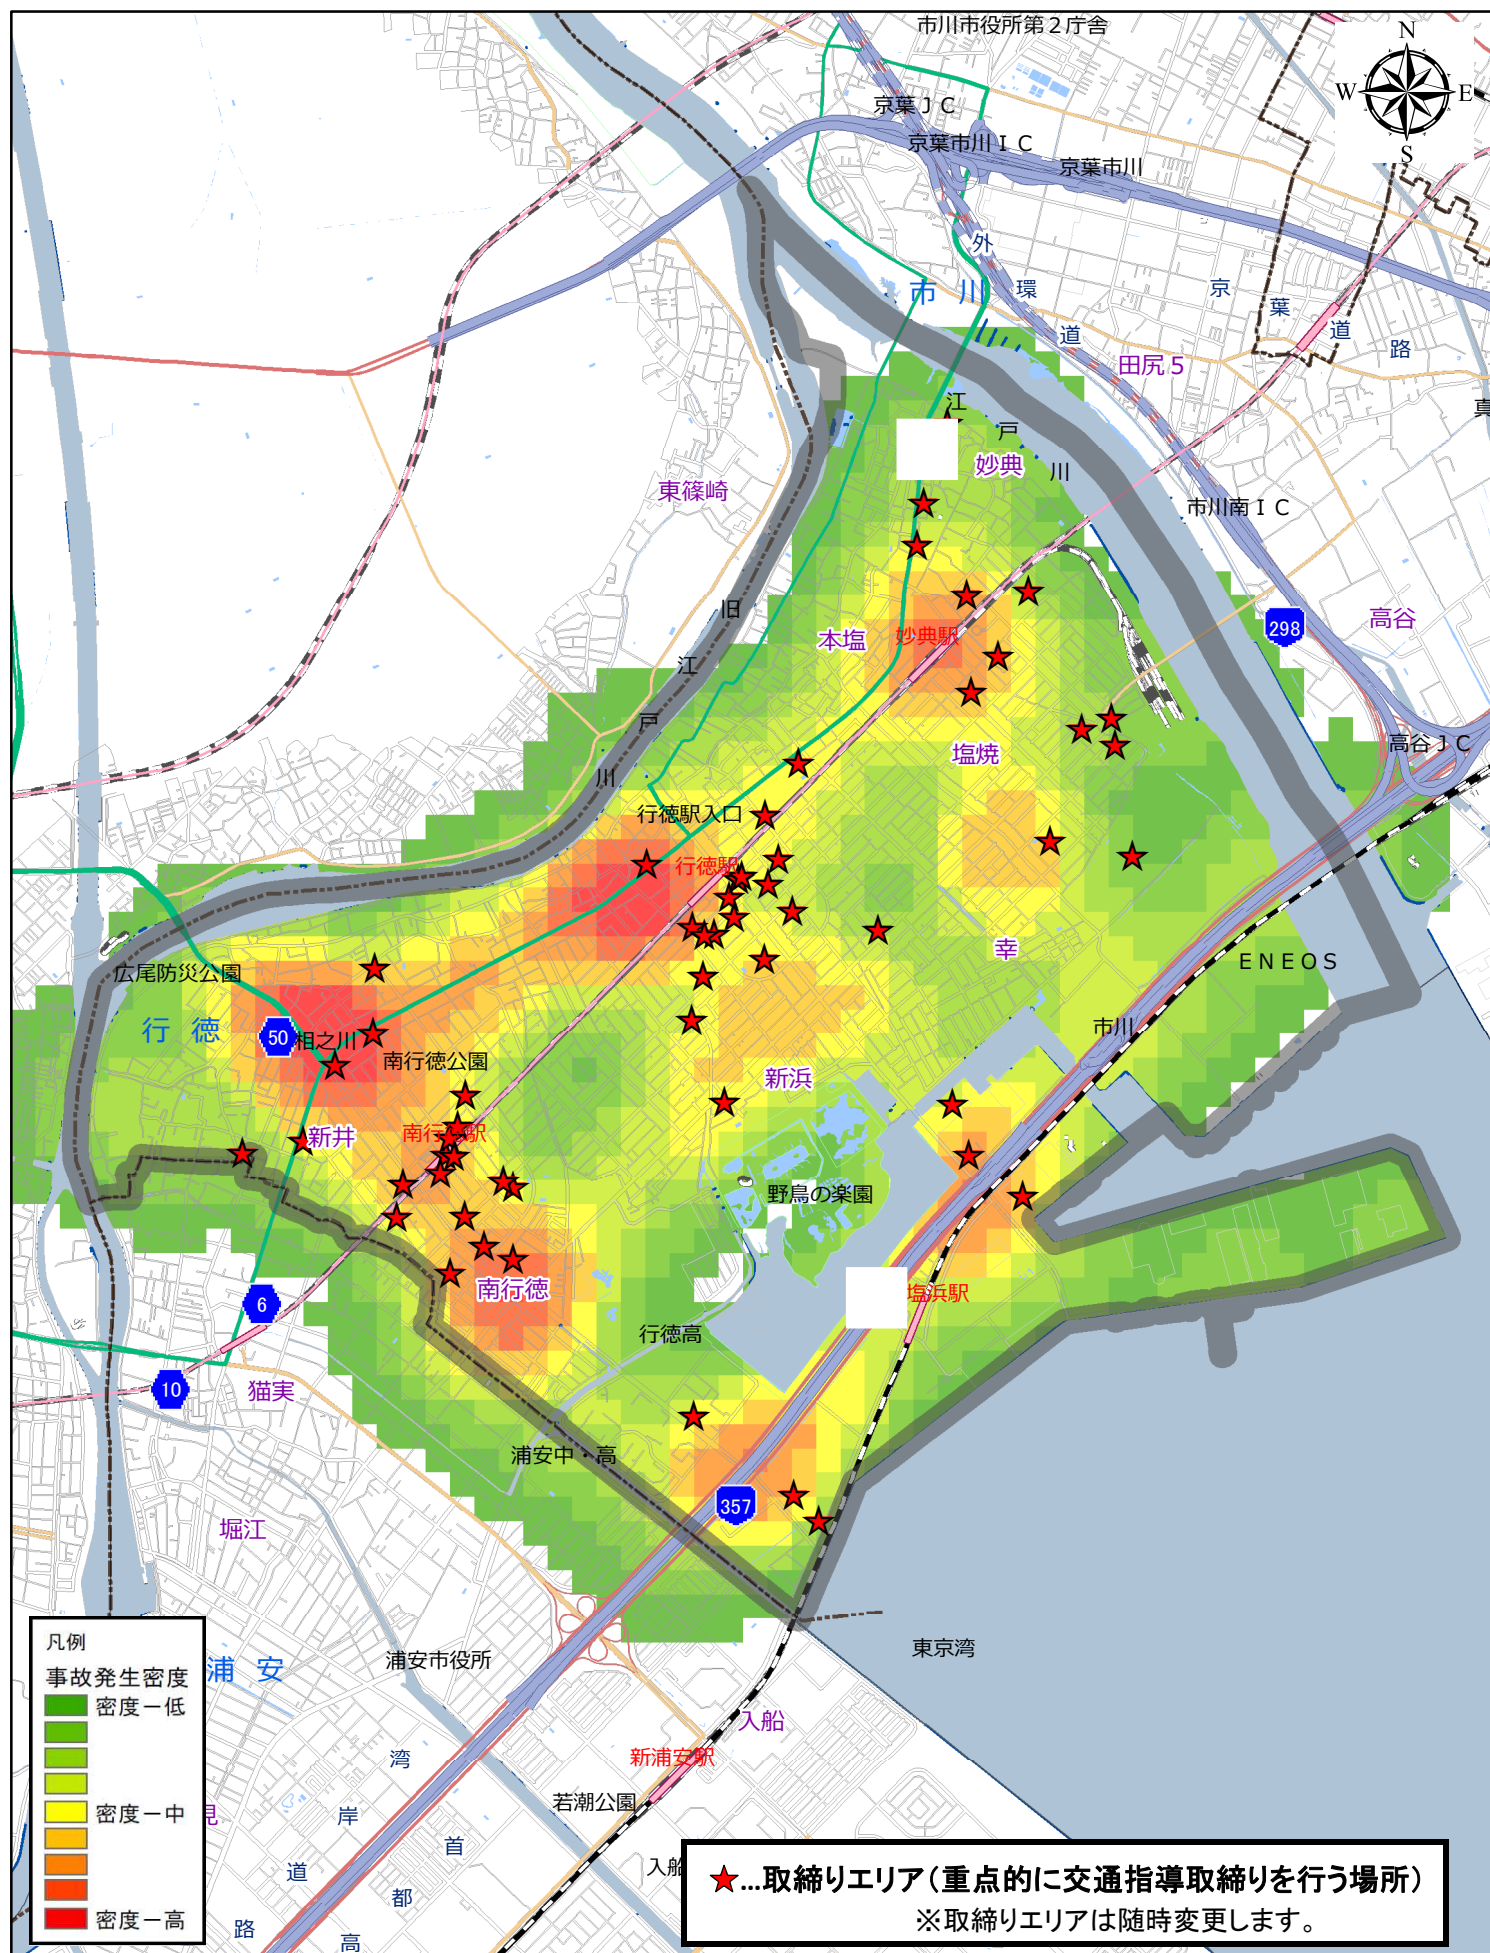 市川市役所第２庁舎
N
W
E
S
京葉ＪＣ
京葉市川ＩＣ
京葉市川
外環道
市川
京葉道路
田尻５
真
江戸川
妙典
東篠崎
市川南ＩＣ
旧江戸川
298
高谷
本塩
妙典駅
高谷ＪＣ
塩焼
行徳駅入口
行徳駅
幸
ＥＮＥＯＳ
広尾防災公園
行徳
50
相之川
南行徳公園
市川
新浜
新井
南行徳駅
野鳥の楽園
塩浜駅
南行徳
6
行徳高
10
猫実
浦安中・高
357
堀江
浦安市役所
浦安
東京湾
入船
新浦安駅
若潮公園
見
湾岸道路
首都高
入船
凡例
事故発生密度
密度－低
密度－中
密度－高
★…取締りエリア（重点的に交通指導取締りを行う場所）
※取締りエリアは随時変更します。